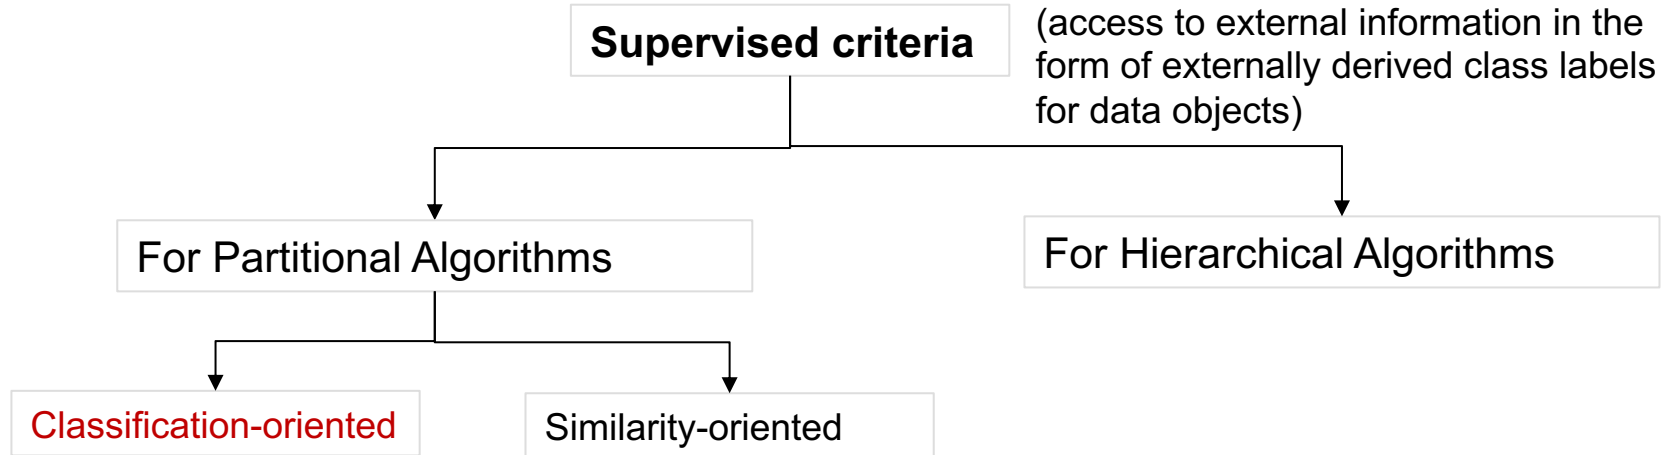 Supervised criteria
(access to external information in the
form of externally derived class labels
for data objects)
For Partitional Algorithms
For Hierarchical Algorithms
Classification-oriented
Similarity-oriented